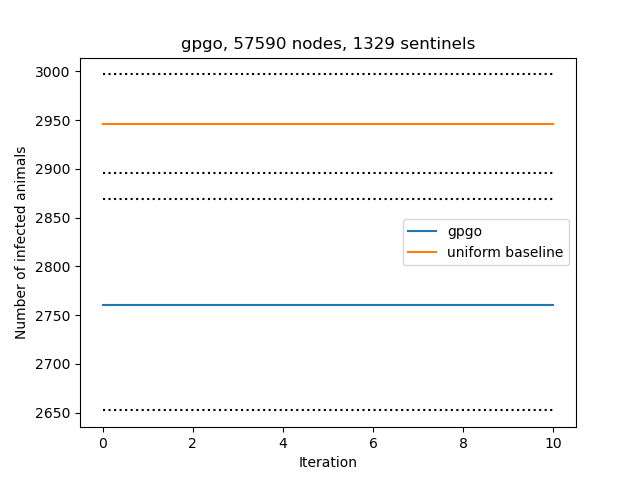 gpgo, 57590 nodes, 1329 sentinels
3000
2950
2900
2850
2800
2750
2700
2650
Number of infected animals
gpgo
uniform baseline
0 2 4 6 8 10
Iteration